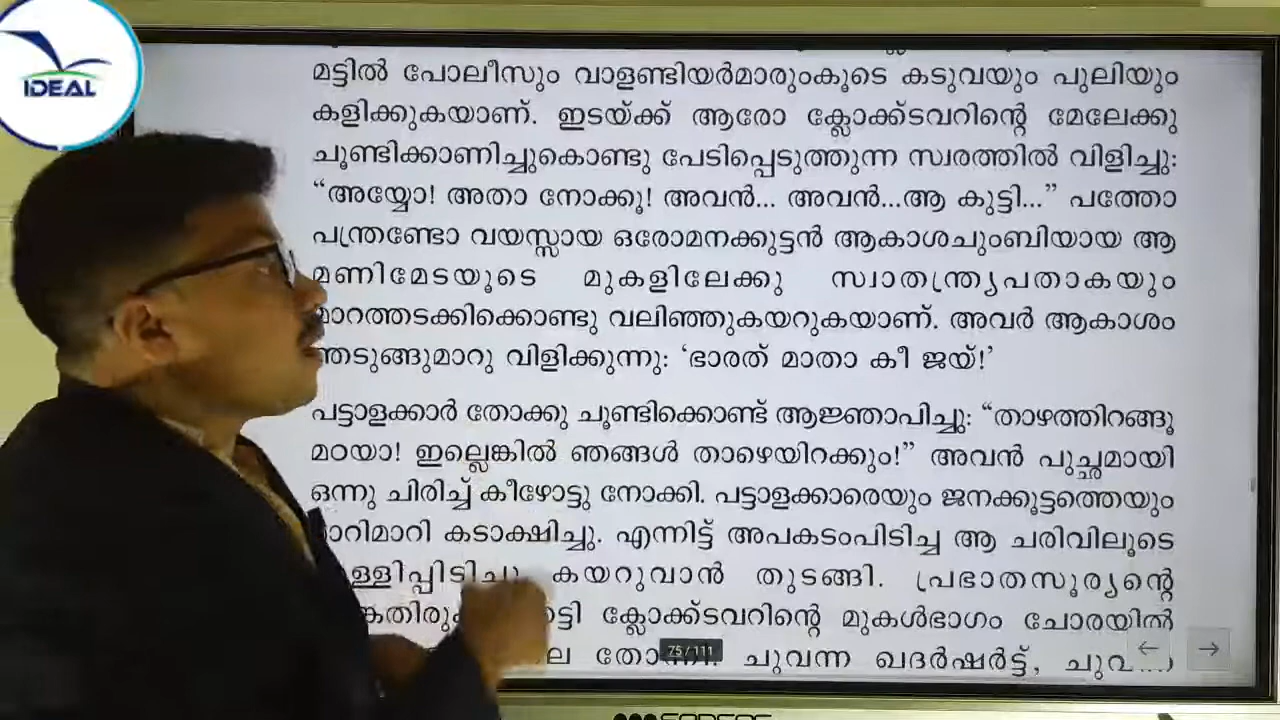 IDEAL
മട്ടിൽ പോലീസും വാളണ്ടിയർമാരുംകൂടെ കടുവയും പുലിയും
കളിക്കുകയാണ്. ഇടയ്ക്ക് ആരോ ക്ലോക്ക്ടവറിന്റെ മേലേക്കു
ചൂണ്ടിക്കാണിച്ചുകൊണ്ടു പേടിപ്പെടുത്തുന്ന സ്വരത്തിൽ വിളിച്ചു:
“അയ്യോ! അതാ നോക്കൂ! അവൻ... അവൻ...ആ കുട്ടി...” പത്തോ
പന്ത്രണ്ടോ വയസ്സായ ഒരോമനക്കുട്ടൻ ആകാശചുംബിയായ ആ
മണിമേടയുടെ മുകളിലേക്കു സ്വാതന്ത്ര്യപതാകയും
മാറത്തടക്കിക്കൊണ്ടു വലിഞ്ഞുകയറുകയാണ്. അവർ ആകാശം
ഞടുങ്ങുമാറു വിളിക്കുന്നു: ‘ഭാരത് മാതാ കീ ജയ്!’
പട്ടാളക്കാർ തോക്കു ചൂണ്ടിക്കൊണ്ട് ആജ്ഞാപിച്ചു: “താഴത്തിറങ്ങൂ
മഠയാ! ഇല്ലെങ്കിൽ ഞങ്ങൾ താഴെയിറക്കും!” അവൻ പുച്ഛമായി
ഒന്നു ചിരിച്ച് കീഴോട്ടു നോക്കി. പട്ടാളക്കാരെയും ജനക്കൂട്ടത്തെയും
കടാക്ഷിച്ചു. എന്നിട്ട് അപകടംപിടിച്ച ആ ചരിവിലൂടെ
കയറുവാൻ തുടങ്ങി. പ്രഭാതസൂര്യന്റെ
ക്ലോക്ക്ടവറിന്റെ മുകൾഭാഗം ചോരയിൽ
75 / 111
ചുവന്ന ഖദർഷർട്ട്,